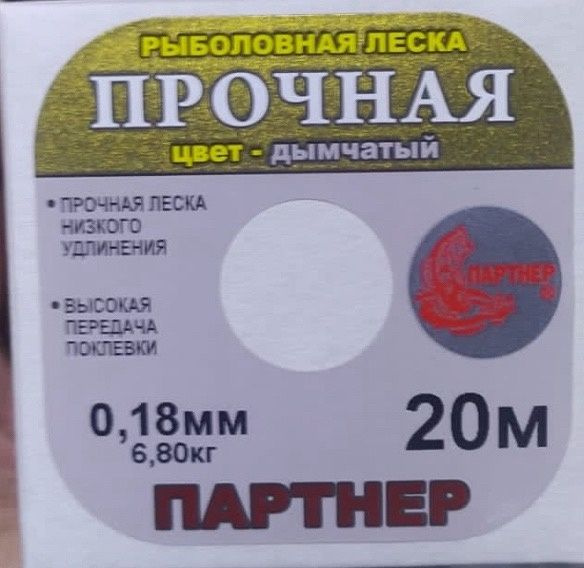 РЫБОЛОВНАЯ ЛЕСКА
ПРОЧНАЯ
цвет - дымчатый
• ПРОЧНАЯ ЛЕСКА
НИЗКОГО
УДЛИНЕНИЯ
ПАРТНЕР
®
• ВЫСОКАЯ
ПЕРЕДАЧА
ПОКЛЕВКИ
0,18мм
6,80кг
20м
ПАРТНЕР